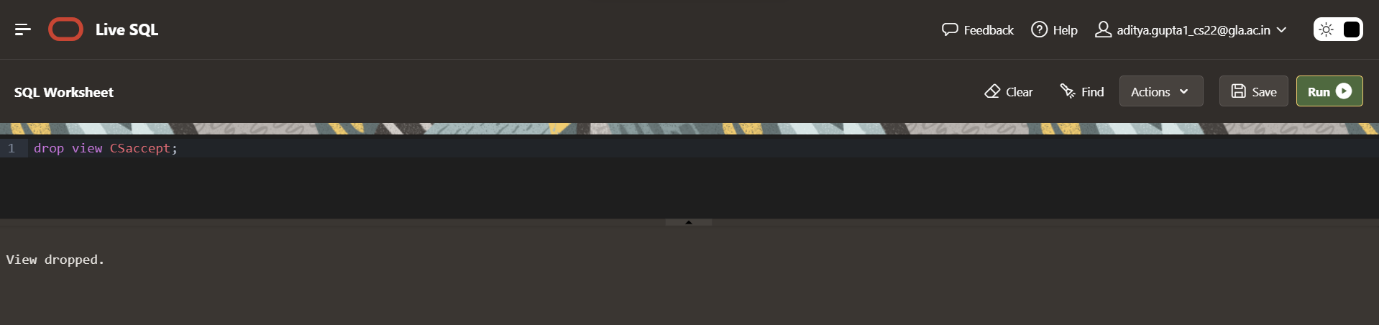 Live SQL
Feedback Help aditya.gupta1_cs22@gla.ac.in
SQL Worksheet
Clear Find Actions Save Run
1 drop view CSaccept;
View dropped.